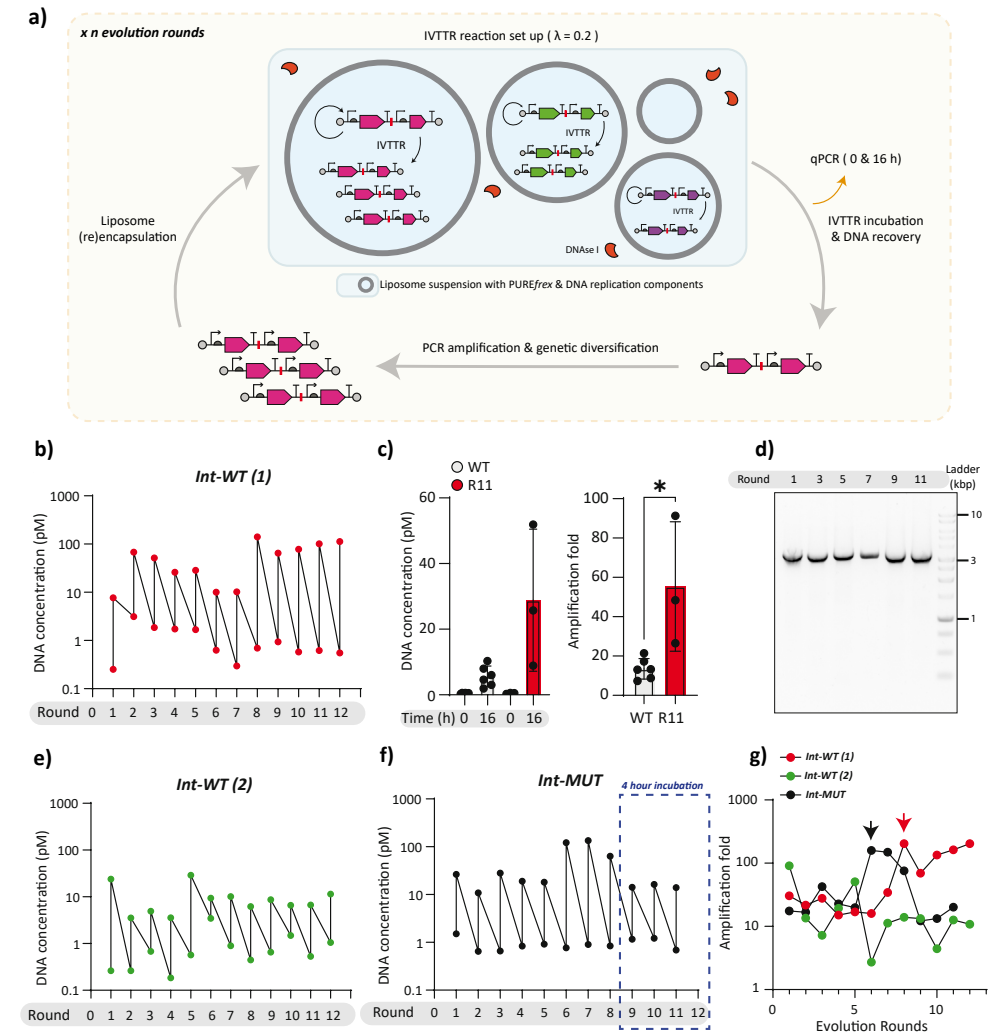 a)
x n evolution rounds
IVTTR reaction set up ( λ = 0.2 )
IVTTR
IVTTR
IVTTR
DNAse I
qPCR ( 0 & 16 h)
IVTTR incubation
& DNA recovery
Liposome
(re)encapsulation
Liposome suspension with PUREfrex & DNA replication components
PCR amplification & genetic diversification
b)
Int-WT (1)
DNA concentration (pM)
1000
100
10
1
0.1
Round 0 1 2 3 4 5 6 7 8 9 10 11 12
c)
WT
R11
DNA concentration (pM)
60
40
20
0
Time (h) 0 16 0 16
*
Amplification fold
100
80
60
40
20
0
WT R11
d)
Round 1 3 5 7 9 11
Ladder
(kbp)
10
3
1
e)
Int-WT (2)
DNA concentration (pM)
1000
100
10
1
0.1
Round 0 1 2 3 4 5 6 7 8 9 10 11 12
f)
Int-MUT
4 hour incubation
DNA concentration (pM)
1000
100
10
1
0.1
Round 0 1 2 3 4 5 6 7 8 9 10 11 12
g)
Int-WT (1)
Int-WT (2)
Int-MUT
Amplification fold
1000
100
10
1
0 5 10
Evolution Rounds